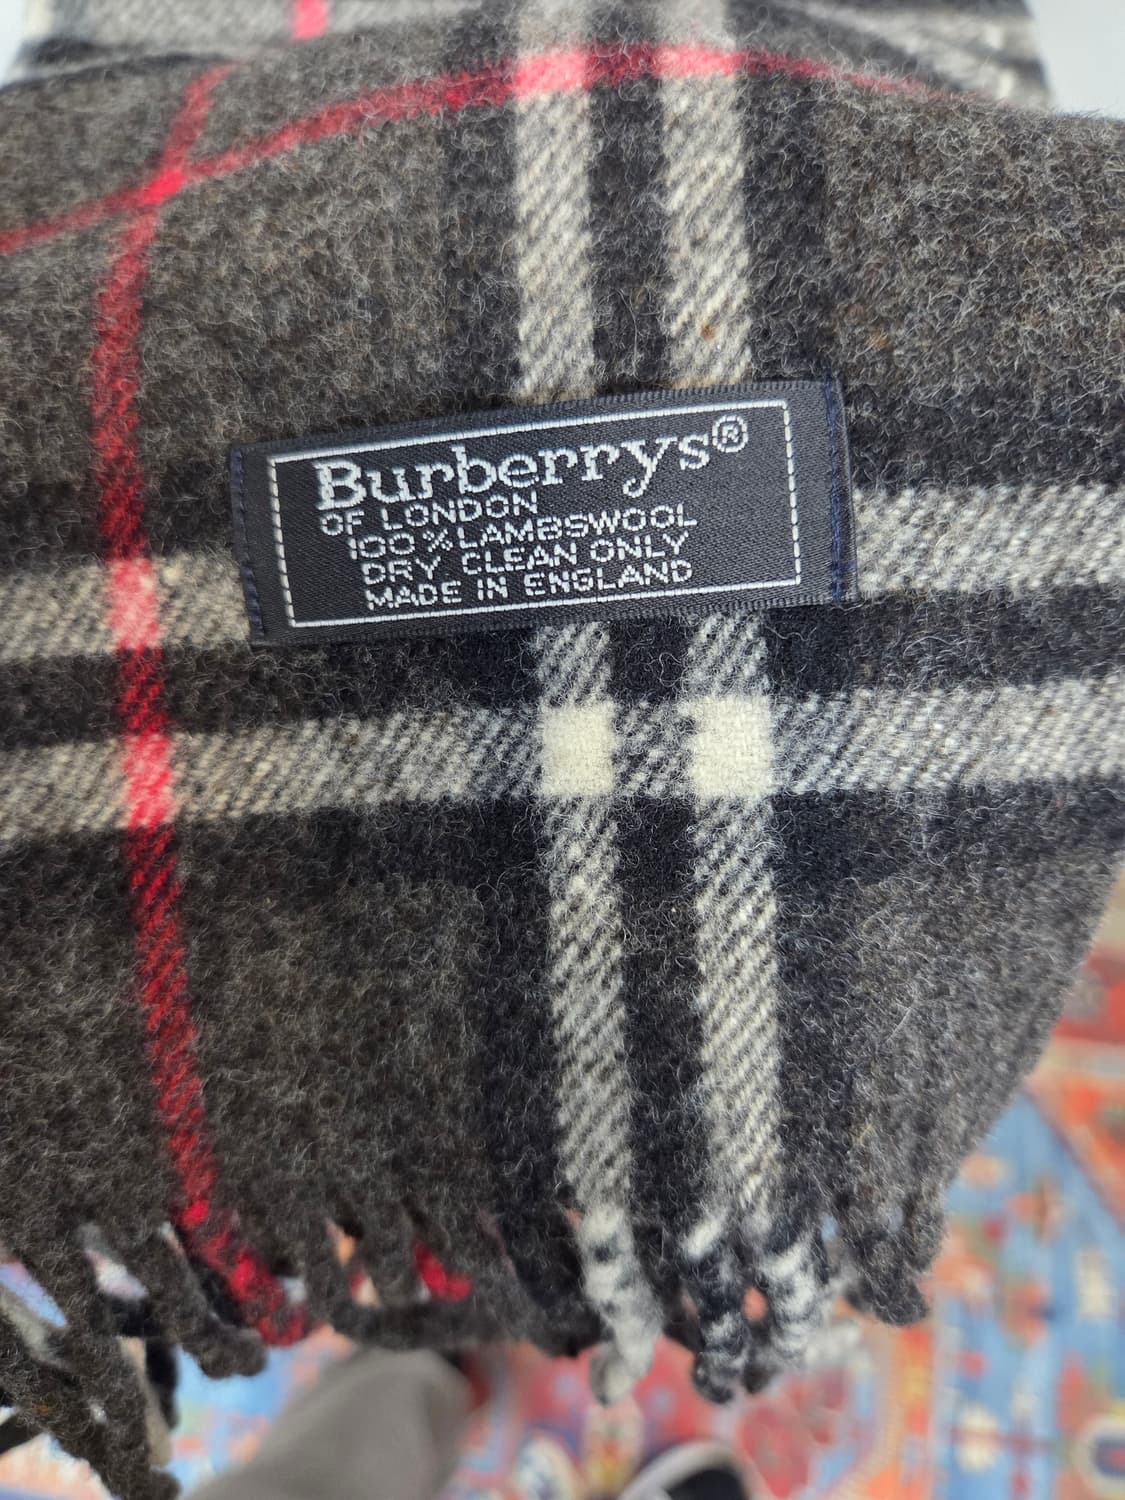 Burberrys®
OF LONDON
100 % LAMBSWOOL
DRY CLEAN ONLY
MADE IN ENGLAND